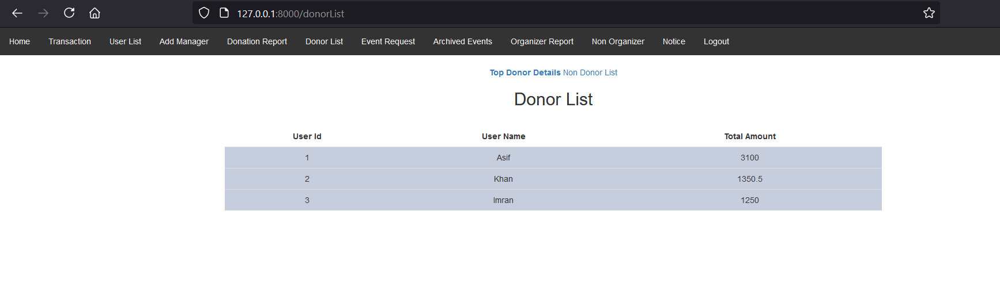 127.0.0.1:8000/donorList
Home Transaction User List Add Manager Donation Report Donor List Event Request Archived Events Organizer Report Non Organizer Notice Logout
Top Donor Details Non Donor List
Donor List
User Id User Name Total Amount
1 Asif 3100
2 Khan 1350.5
3 Imran 1250